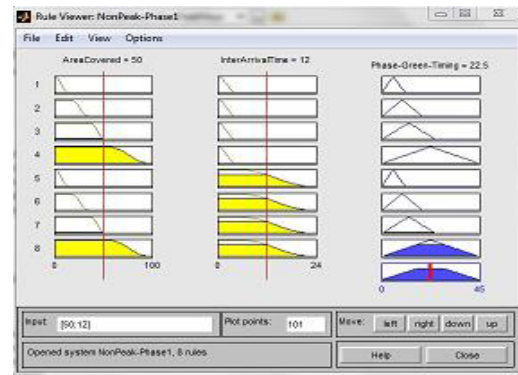 Rule Viewer: NonPeak-Phase1
File Edit View Options
AreaCovered = 50
InterArrivalTime = 12
Phase-Green-Timing = 22.5
1
2
3
4
5
6
7
8
0 100
0 24
0 45
Input: [50;12]
Plot points: 101
Move: left right down up
Opened system NonPeak-Phase1, 8 rules
Help Close